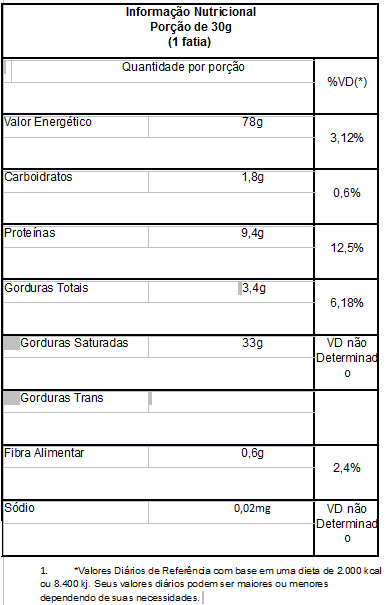 Informação Nutricional
Porção de 30g
(1 fatia)
Quantidade por porção
%VD(*)
Valor Energético 78g 3,12%
Carboidratos 1,8g 0,6%
Proteínas 9,4g 12,5%
Gorduras Totais 3,4g 6,18%
Gorduras Saturadas 33g VD não
Determinad
o
Gorduras Trans
Fibra Alimentar 0,6g 2,4%
Sódio 0,02mg VD não
Determinad
o
1. *Valores Diários de Referência com base em uma dieta de 2.000 kcal
ou 8.400 kj. Seus valores diários podem ser maiores ou menores
dependendo de suas necessidades.